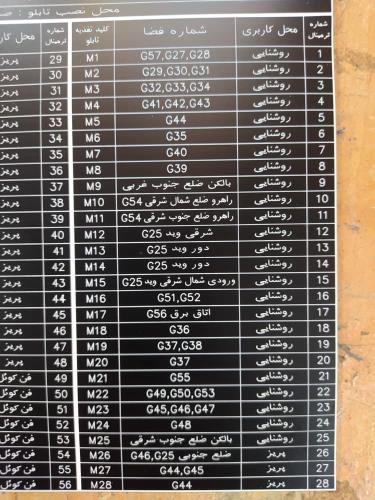 محل نصب تابلو :
شماره ترمینال محل کاربری شماره فضا کلید تغذیه تابلو شماره ترمینال
1 روشنایی G57,G27,G28 M1 29 پریز
2 روشنایی G29,G30,G31 M2 30 پریز
3 روشنایی G32,G33,G34 M3 31 پریز
4 روشنایی G41,G42,G43 M4 32 پریز
5 روشنایی G44 M5 33 پریز
6 روشنایی G35 M6 34 پریز
7 روشنایی G40 M7 35 پریز
8 روشنایی G39 M8 36 پریز
9 روشنایی بالکن ضلع جنوب غربی M9 37 پریز
10 روشنایی راهرو ضلع شمال شرقی G54 M10 38 پریز
11 روشنایی راهرو ضلع جنوب شرقی G54 M11 39 پریز
12 روشنایی شرقی وید G25 M12 40 پریز
13 روشنایی دور وید G25 M13 41 پریز
14 روشنایی دور وید G25 M14 42 پریز
15 روشنایی ورودی شمال شرقی وید G25 M15 43 پریز
16 روشنایی G51,G52 M16 44 پریز
17 روشنایی اتاق برق G56 M17 45 پریز
18 روشنایی G36 M18 46 پریز
19 روشنایی G37,G38 M19 47 پریز
20 روشنایی G37 M20 48 پریز
21 روشنایی G55 M21 49 فن کوئل
22 روشنایی G49,G50,G53 M22 50 فن کوئل
23 روشنایی G45,G46,G47 M23 51 فن کوئل
24 روشنایی G48 M24 52 فن کوئل
25 روشنایی بالکن ضلع جنوب شرقی M25 53 فن کوئل
26 پریز ضلع جنوبی G46,G25 M26 54 فن کوئل
27 پریز G44,G45 M27 55 فن کوئل
28 پریز G44 M28 56 فن کوئل